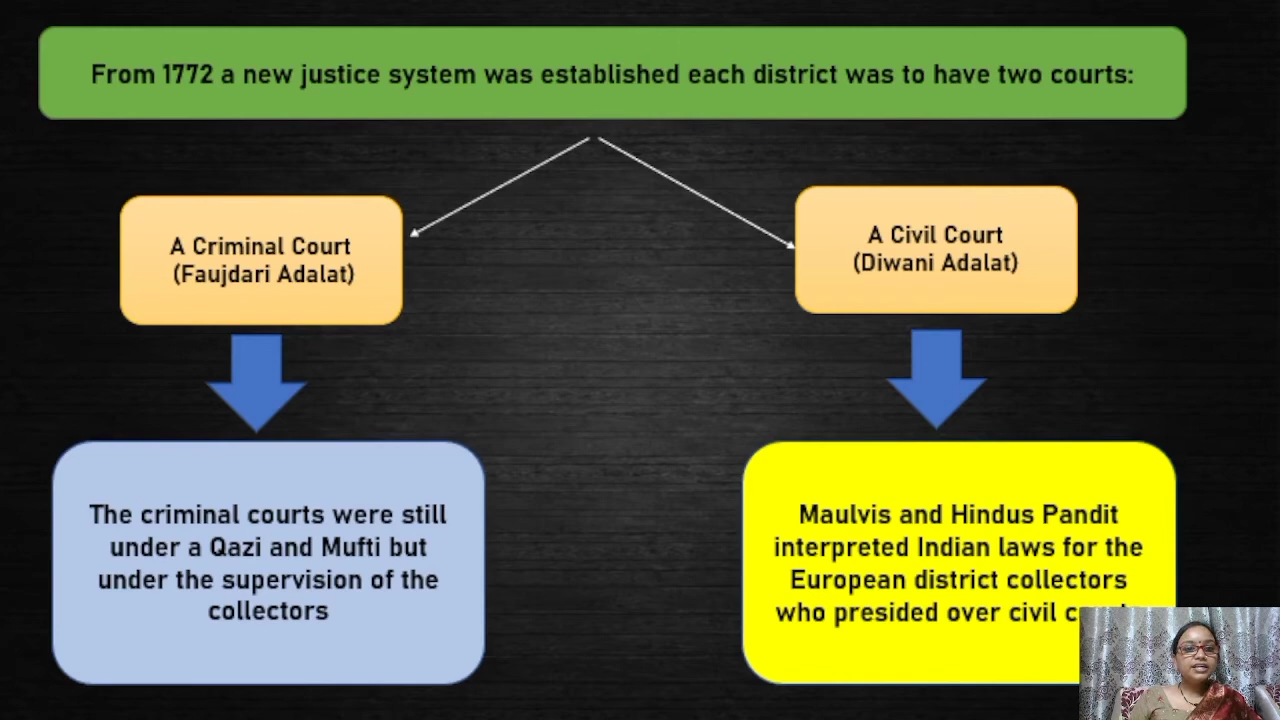 From 1772 a new justice system was established each district was to have two courts:
A Criminal Court
(Faujdari Adalat)
A Civil Court
(Diwani Adalat)
The criminal courts were still
under a Qazi and Mufti but
under the supervision of the
collectors
Maulvis and Hindus Pandit
interpreted Indian laws for the
European district collectors
who presided over civil